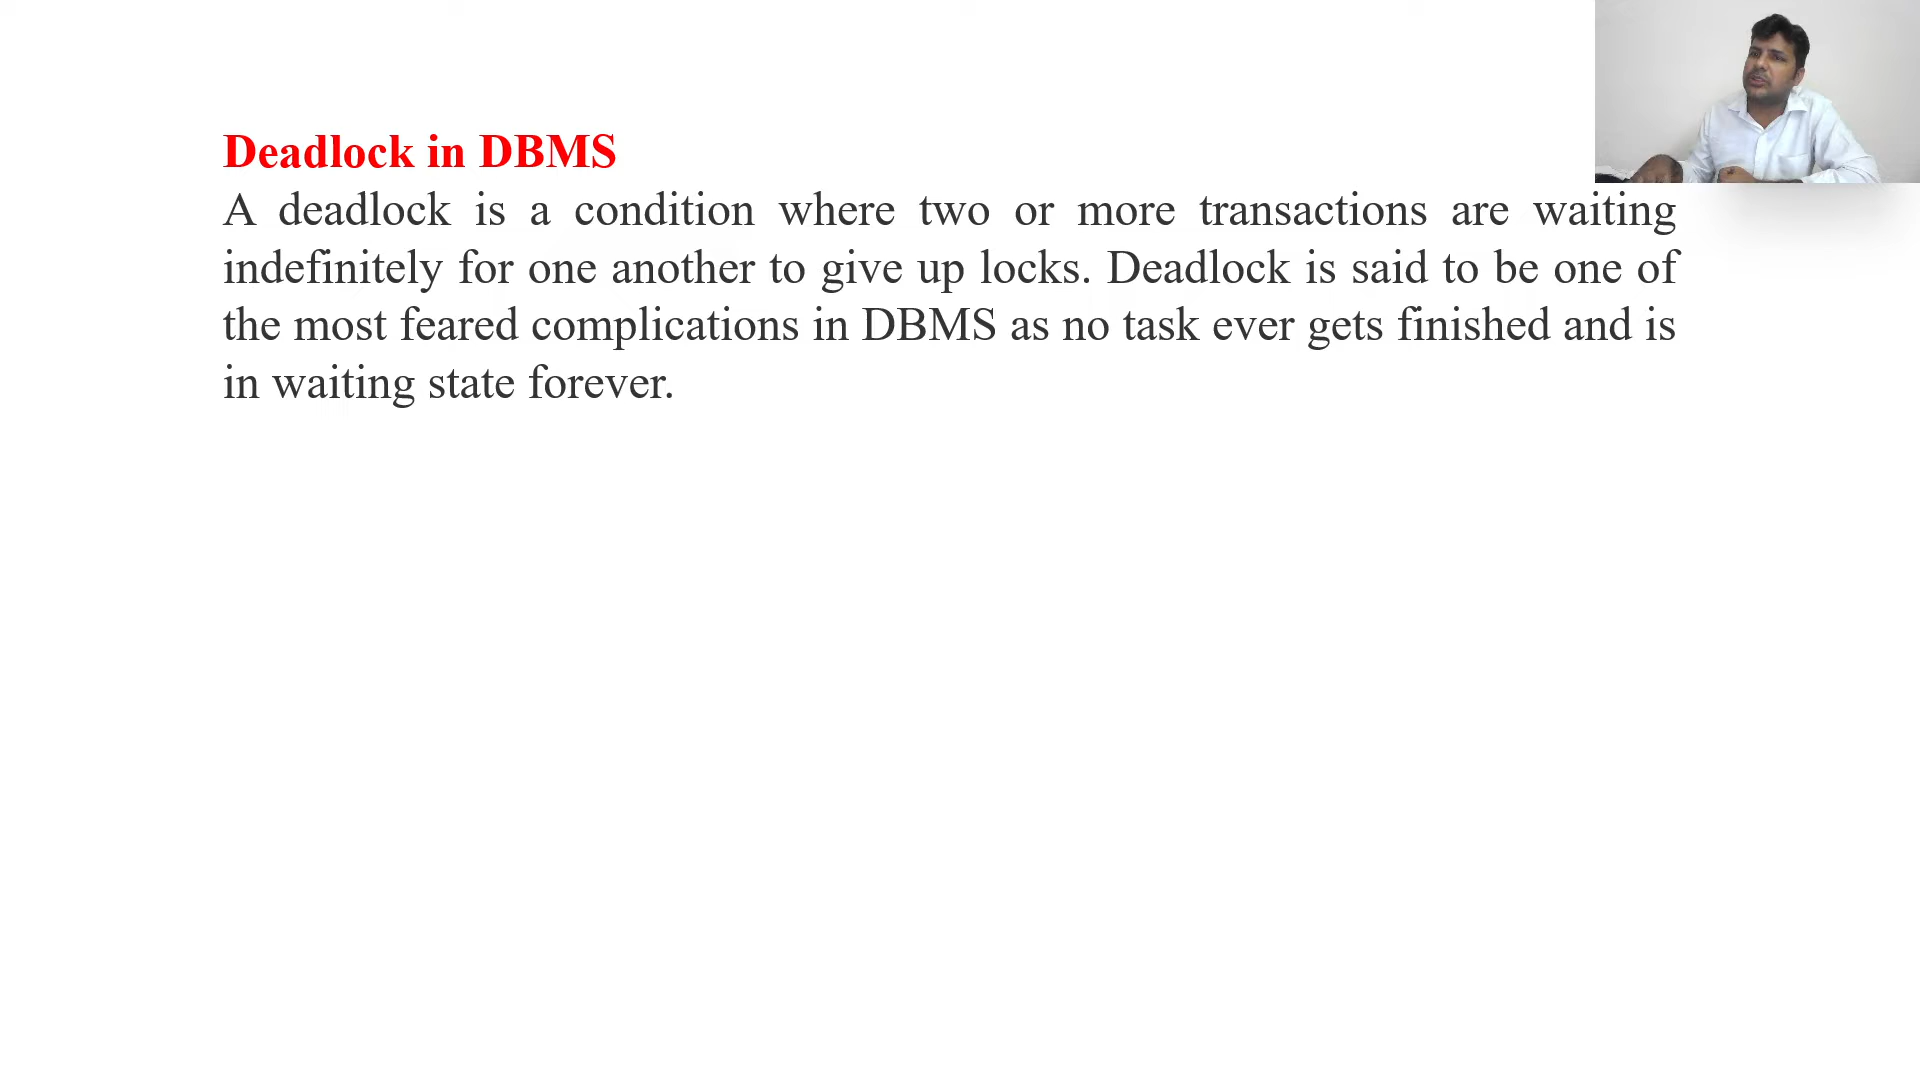 Deadlock in DBMS
A deadlock is a condition where two or more transactions are waiting
indefinitely for one another to give up locks. Deadlock is said to be one of
the most feared complications in DBMS as no task ever gets finished and is
in waiting state forever.